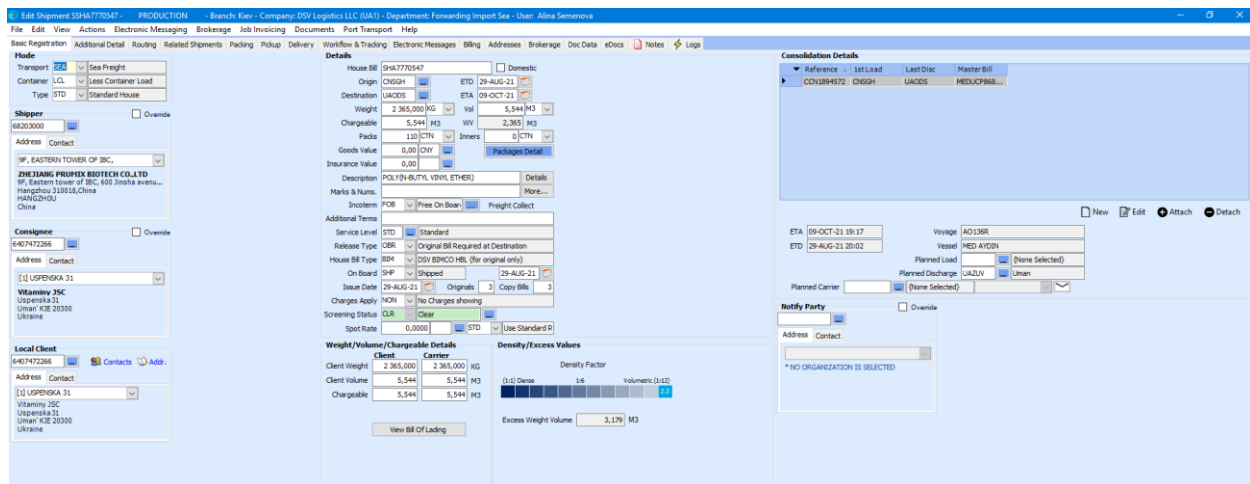 Edit Shipment SSHA7770547 - PRODUCTION - Branch: Kiev - Company: DSV Logistics LLC (UA1) - Department: Forwarding Import Sea - User: Alina Semenova
File Edit View Actions Electronic Messaging Brokerage Job Invoicing Documents Port Transport Help
Basic Registration Additional Detail Routing Related Shipments Packing Pickup Delivery Workflow & Tracking Electronic Messages Billing Addresses Brokerage Doc Data eDocs Notes Logs
Mode
Transport SEA Sea Freight
Container LCL Less Container Load
Type STD Standard House
Shipper Override
68203000
Address Contact
9F, EASTERN TOWER OF IBC,
ZHEJIANG PRUMIX BIOTECH CO.,LTD
9F, Eastern tower of IBC, 600 Jinsha avenu...
Hangzhou 310018,China
HANGZHOU
China
Consignee Override
6407472266
Address Contact
[1] USPENSKA 31
Vitaminy JSC
Uspenska 31
Uman' KIE 20300
Ukraine
Local Client
6407472266 Contacts Addr.
Address Contact
[1] USPENSKA 31
Vitaminy JSC
Uspenska 31
Uman' KIE 20300
Ukraine
Details
House Bill SHA7770547 Domestic
Origin CNSGH ETD 29-AUG-21
Destination UAODS ETA 09-OCT-21
Weight 2 365,000 KG Vol 5,544 M3
Chargeable 5,544 M3 WV 2,365 M3
Packs 110 CTN Inners 0 CTN
Goods Value 0,00 CNY Packages Detail
Insurance Value 0,00
Description POLY(N-BUTYL VINYL ETHER) Details
Marks & Nums. More...
Incoterm FOB Free On Boar Freight Collect
Additional Terms
Service Level STD Standard
Release Type OBR Original Bill Required at Destination
House Bill Type BIM DSV BIMCO HBL (for original only)
On Board SHP Shipped 29-AUG-21
Issue Date 29-AUG-21 Originals 3 Copy Bills 3
Charges Apply NON No Charges showing
Screening Status CLR Clear
Spot Rate 0,0000 STD Use Standard R
Weight/Volume/Chargeable Details
Client Carrier
Client Weight 2 365,000 2 365,000 KG
Client Volume 5,544 5,544 M3
Chargeable 5,544 5,544 M3
View Bill Of Lading
Density/Excess Values
Density Factor
(1:1) Dense 1:6 Volumetric (1:12)
2.3
Excess Weight Volume 3,179 M3
Consolidation Details
Reference 1st Load Last Disc Master Bill
CCN1894572 CNSGH UAODS MEDUCP868...
New Edit Attach Detach
ETA 09-OCT-21 19:17 Voyage AO136R
ETD 29-AUG-21 20:02 Vessel MED AYDIN
Planned Load {None Selected}
Planned Discharge UAZUV Uman
Planned Carrier {None Selected}
Notify Party Override
Address Contact
* NO ORGANIZATION IS SELECTED